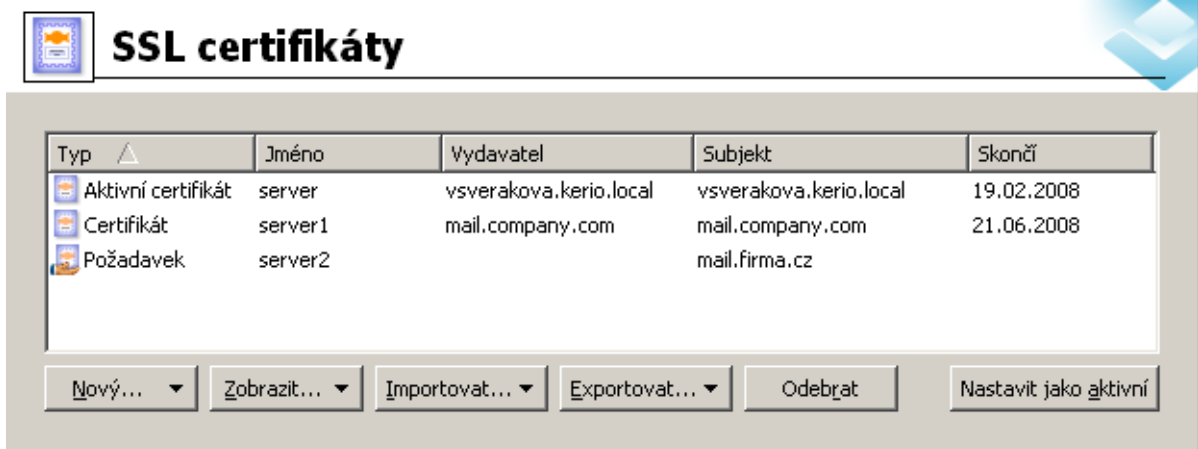 SSL certifikáty
Typ Jméno Vydavatel Subjekt Skončí
Aktivní certifikát server vsverakova.kerio.local vsverakova.kerio.local 19.02.2008
Certifikát server1 mail.company.com mail.company.com 21.06.2008
Požadavek server2 mail.firma.cz
Nový... Zobrazit... Importovat... Exportovat... Odebrat Nastavit jako aktivní